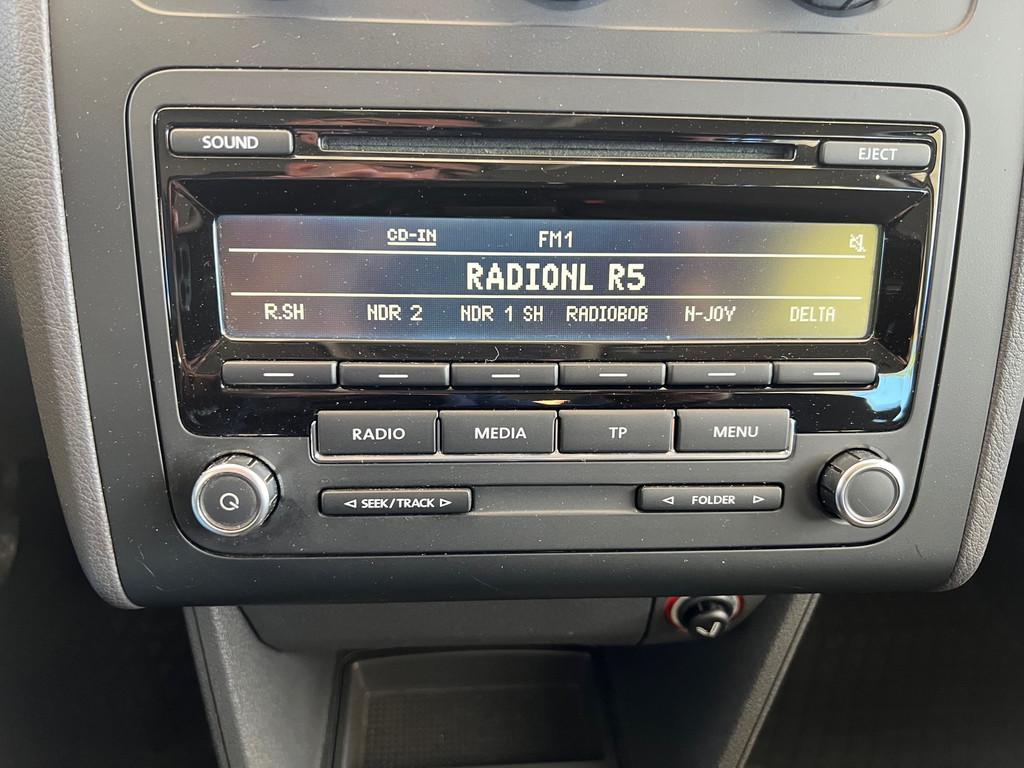 SOUND
EJECT
CD-IN FM1
RADIONL R5
R.SH NDR 2 NDR 1 SH RADIOBOB N-JOY DELTA
RADIO MEDIA TP MENU
SEEK/TRACK FOLDER